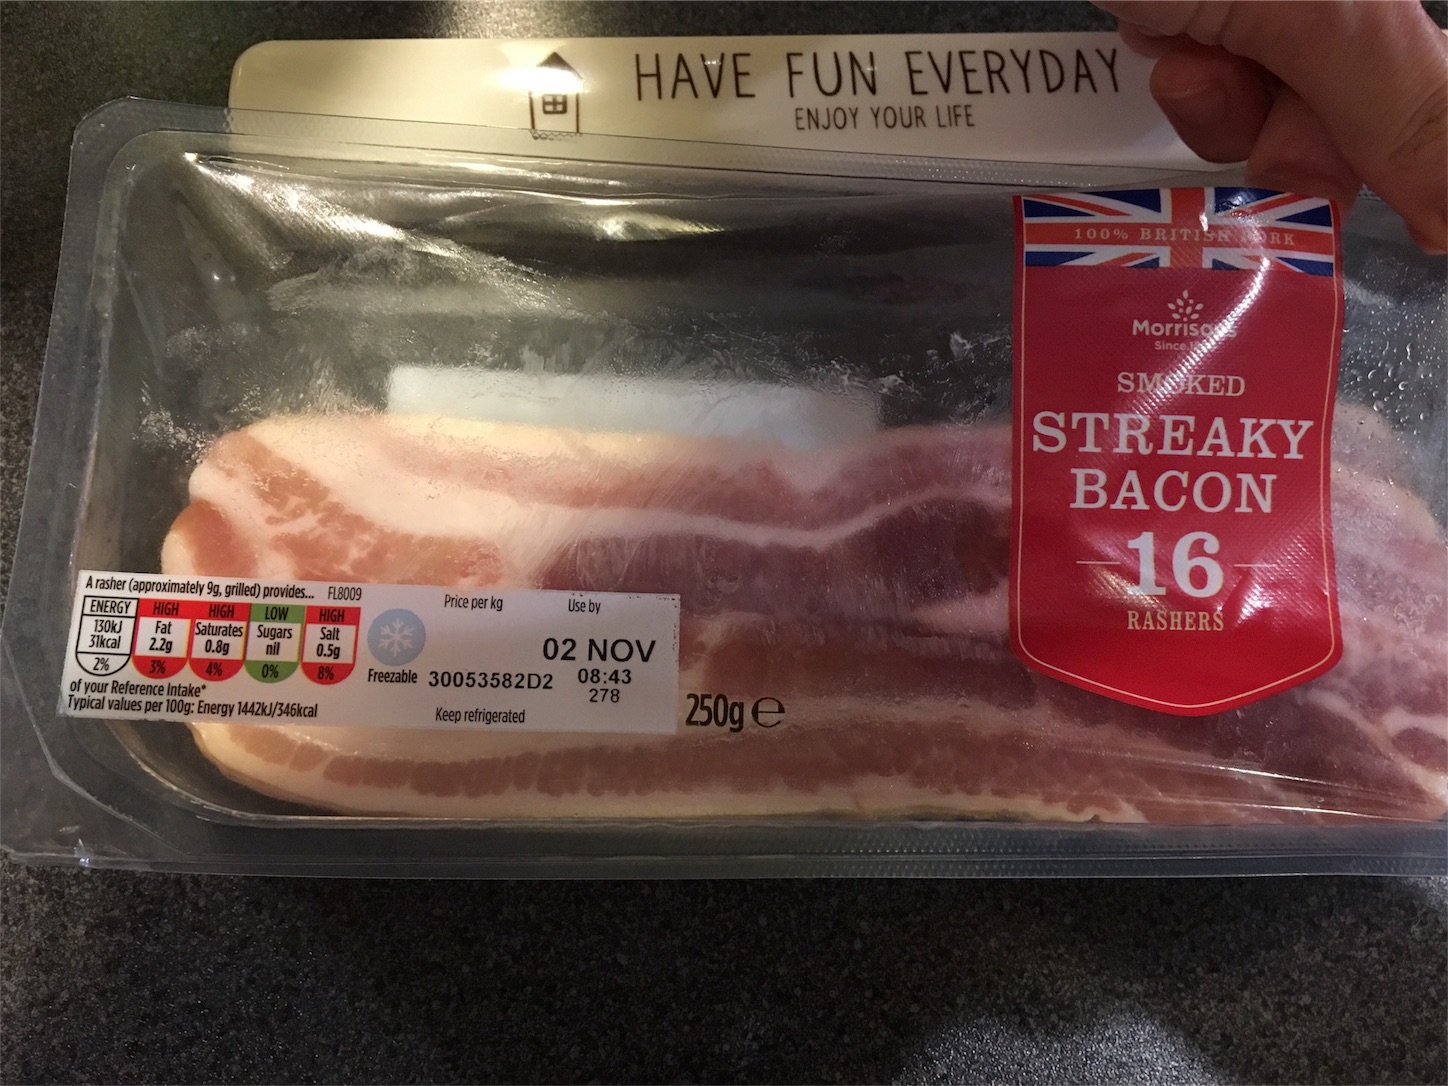 HAVE FUN EVERYDAY
ENJOY YOUR LIFE
100% BRITISH PORK
Morrisons
Since
SMOKED
STREAKY
BACON
16
RASHERS
A rasher (approximately 9g, grilled) provides... FL8009
ENERGY
130kJ
31kcal
2%
HIGH
Fat
2.2g
3%
HIGH
Saturates
0.8g
4%
LOW
Sugars
nil
0%
HIGH
Salt
0.5g
8%
of your Reference Intake*
Typical values per 100g: Energy 1442kJ/346kcal
Freezable
Price per kg
30053582D2
Keep refrigerated
Use by
02 NOV
08:43
278
250g ℮